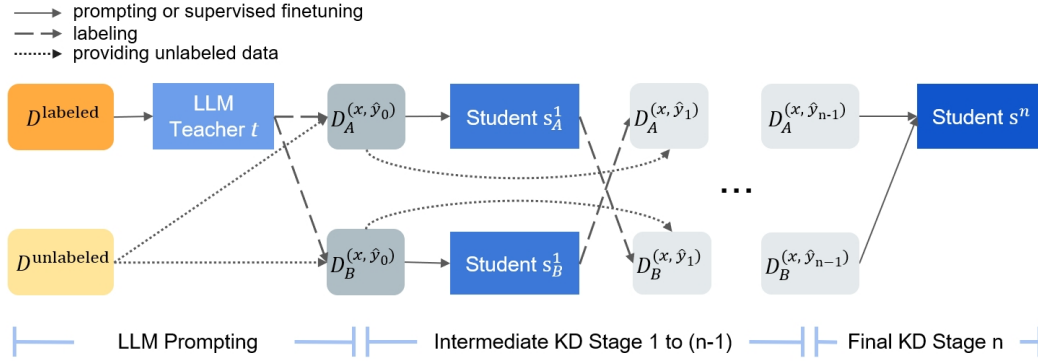 prompting or supervised finetuning
labeling
providing unlabeled data
D^labeled
LLM
Teacher t
D_A^(x, ŷ_0)
Student s_A^1
D_A^(x, ŷ_1)
D_A^(x, ŷ_n-1)
Student s^n
...
D^unlabeled
D_B^(x, ŷ_0)
Student s_B^1
D_B^(x, ŷ_1)
D_B^(x, ŷ_n−1)
LLM Prompting
Intermediate KD Stage 1 to (n-1)
Final KD Stage n